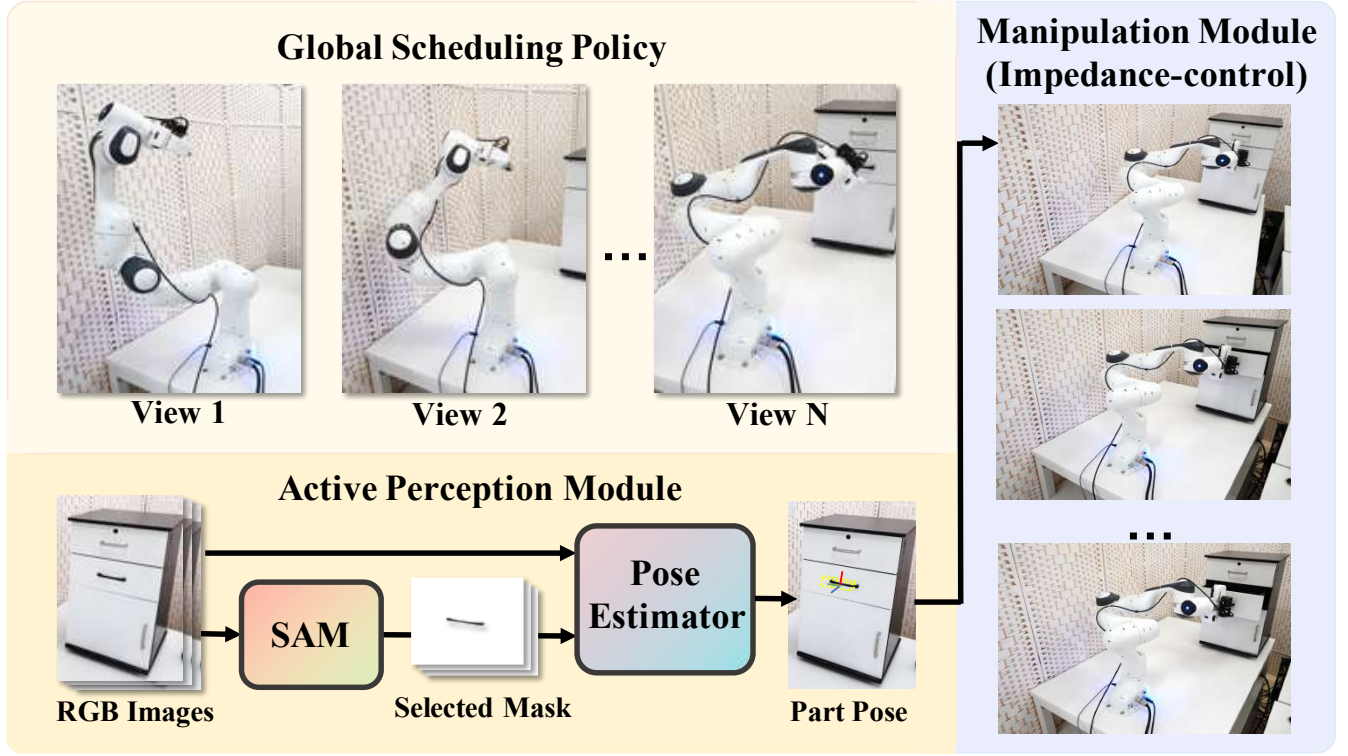 Global Scheduling Policy
View 1
View 2
...
View N
Active Perception Module
RGB Images
SAM
Selected Mask
Pose
Estimator
Part Pose
Manipulation Module
(Impedance-control)
...